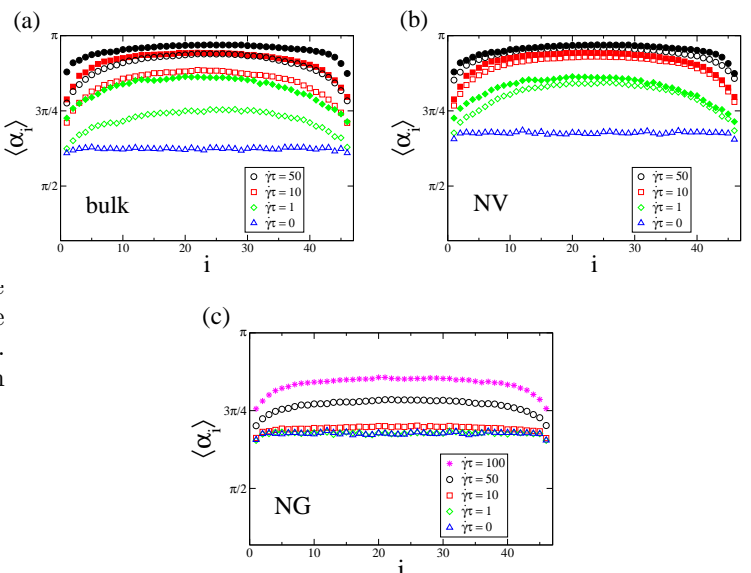 (a)
π
3π/4
π/2
⟨α_i⟩
bulk
γ̇τ = 50
γ̇τ = 10
γ̇τ = 1
γ̇τ = 0
0 10 20 30 40
i
(b)
π
3π/4
π/2
⟨α_i⟩
NV
γ̇τ = 50
γ̇τ = 10
γ̇τ = 1
γ̇τ = 0
0 10 20 30 40
i
(c)
π
3π/4
π/2
⟨α_i⟩
NG
γ̇τ = 100
γ̇τ = 50
γ̇τ = 10
γ̇τ = 1
γ̇τ = 0
0 10 20 30 40
i